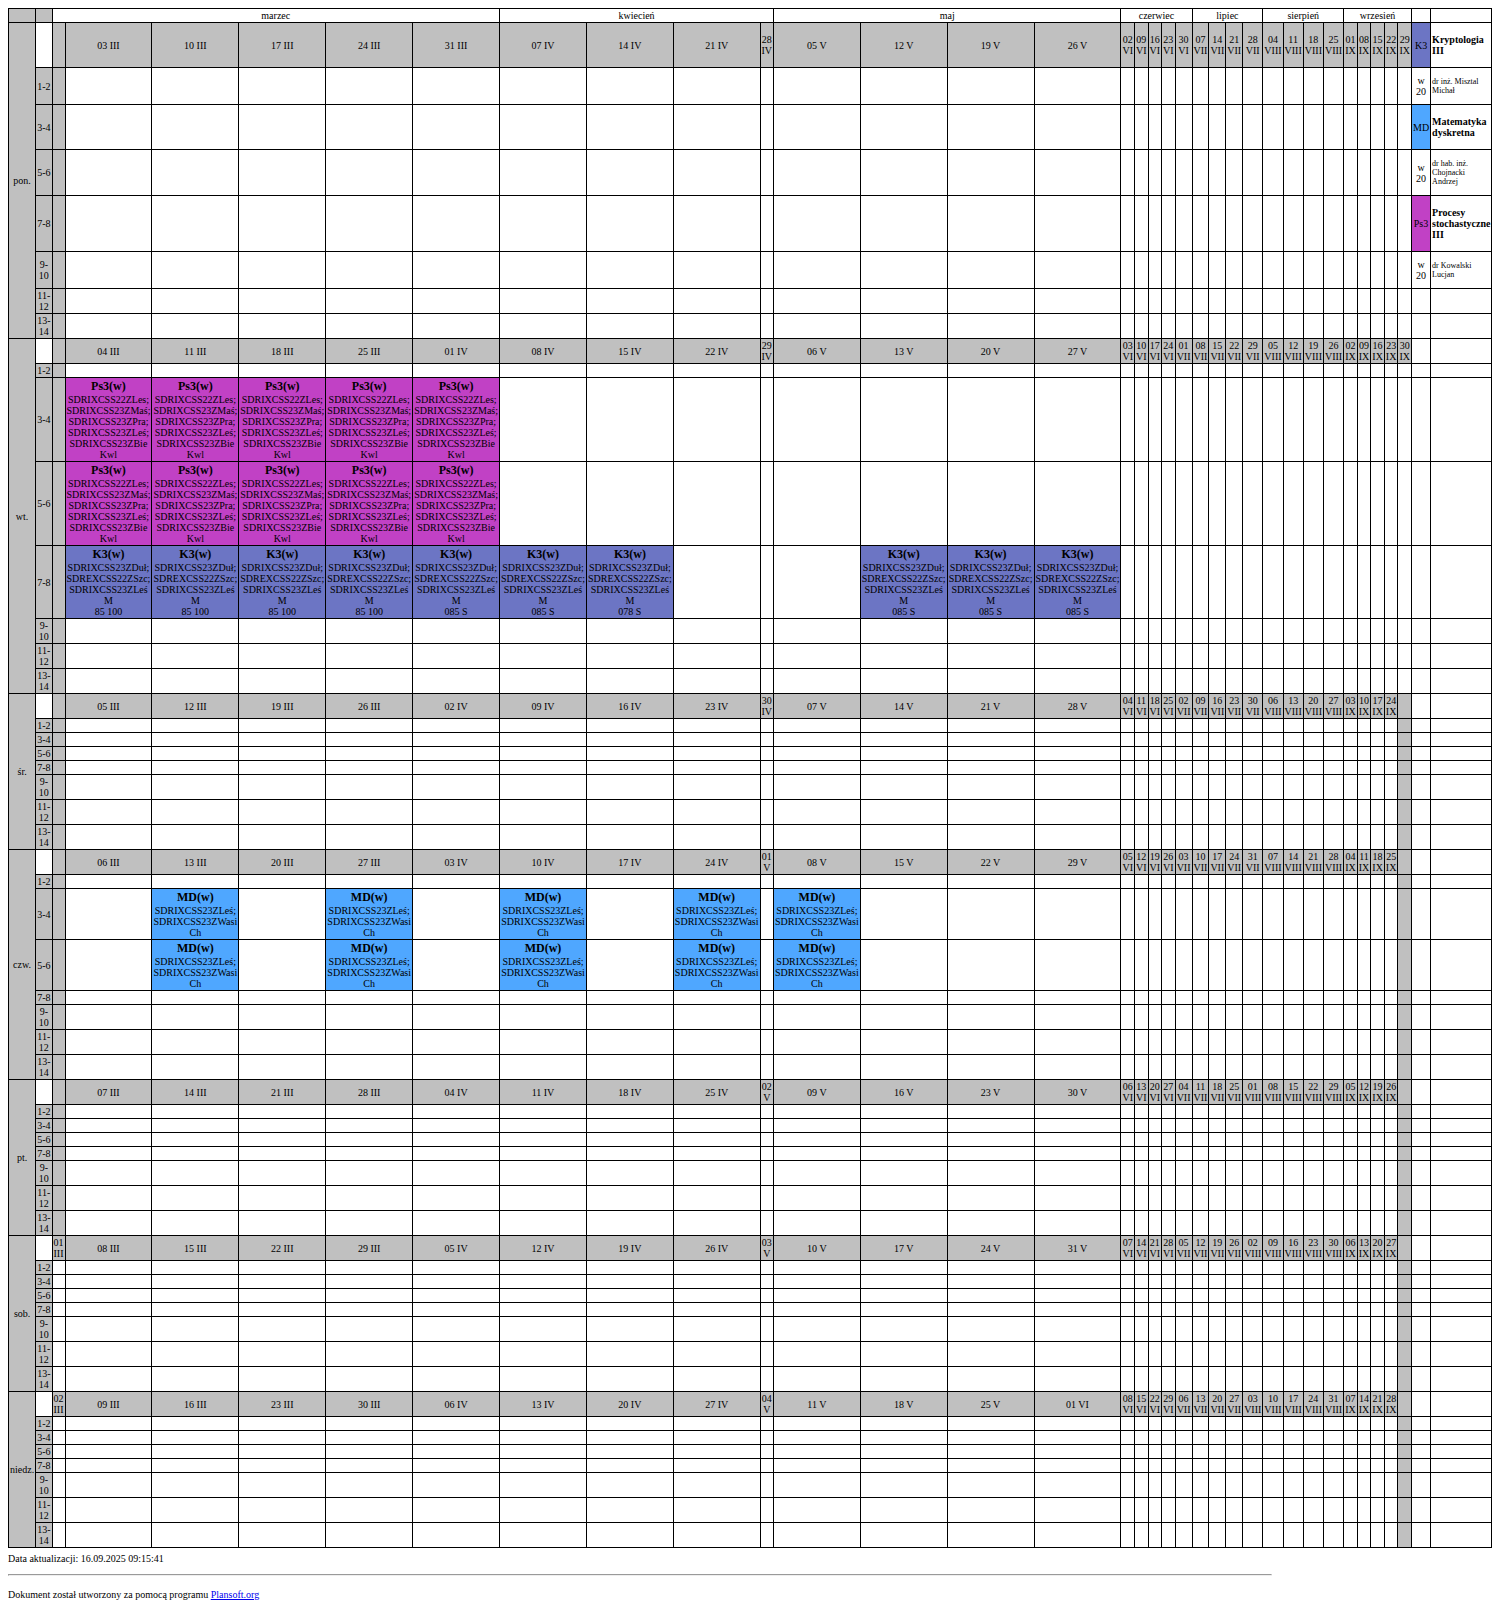 marzec kwiecień maj czerwiec lipiec sierpień wrzesień
pon.
03 III 10 III 17 III 24 III 31 III 07 IV 14 IV 21 IV 28 IV 05 V 12 V 19 V 26 V 02 VI 09 VI 16 VI 23 VI 30 VI 07 VII 14 VII 21 VII 28 VII 04 VIII 11 VIII 18 VIII 25 VIII 01 IX 08 IX 15 IX 22 IX 29 IX K3 Kryptologia III
1-2 w 20 dr inż. Misztal Michał
3-4 MD Matematyka dyskretna
5-6 w 20 dr hab. inż. Chojnacki Andrzej
7-8 Ps3 Procesy stochastyczne III
9-10 w 20 dr Kowalski Lucjan
11-12
13-14
wt.
04 III 11 III 18 III 25 III 01 IV 08 IV 15 IV 22 IV 29 IV 06 V 13 V 20 V 27 V 03 VI 10 VI 17 VI 24 VI 01 VII 08 VII 15 VII 22 VII 29 VII 05 VIII 12 VIII 19 VIII 26 VIII 02 IX 09 IX 16 IX 23 IX 30 IX
1-2
3-4
Ps3(w) Ps3(w) Ps3(w) Ps3(w) Ps3(w)
SDRIXCSS22ZLes; SDRIXCSS22ZLes; SDRIXCSS22ZLes; SDRIXCSS22ZLes; SDRIXCSS22ZLes;
SDRIXCSS23ZMaś; SDRIXCSS23ZMaś; SDRIXCSS23ZMaś; SDRIXCSS23ZMaś; SDRIXCSS23ZMaś;
SDRIXCSS23ZPra; SDRIXCSS23ZPra; SDRIXCSS23ZPra; SDRIXCSS23ZPra; SDRIXCSS23ZPra;
SDRIXCSS23ZLeś; SDRIXCSS23ZLeś; SDRIXCSS23ZLeś; SDRIXCSS23ZLeś; SDRIXCSS23ZLeś;
SDRIXCSS23ZBie SDRIXCSS23ZBie SDRIXCSS23ZBie SDRIXCSS23ZBie SDRIXCSS23ZBie
Kwl Kwl Kwl Kwl Kwl
5-6
Ps3(w) Ps3(w) Ps3(w) Ps3(w) Ps3(w)
SDRIXCSS22ZLes; SDRIXCSS22ZLes; SDRIXCSS22ZLes; SDRIXCSS22ZLes; SDRIXCSS22ZLes;
SDRIXCSS23ZMaś; SDRIXCSS23ZMaś; SDRIXCSS23ZMaś; SDRIXCSS23ZMaś; SDRIXCSS23ZMaś;
SDRIXCSS23ZPra; SDRIXCSS23ZPra; SDRIXCSS23ZPra; SDRIXCSS23ZPra; SDRIXCSS23ZPra;
SDRIXCSS23ZLeś; SDRIXCSS23ZLeś; SDRIXCSS23ZLeś; SDRIXCSS23ZLeś; SDRIXCSS23ZLeś;
SDRIXCSS23ZBie SDRIXCSS23ZBie SDRIXCSS23ZBie SDRIXCSS23ZBie SDRIXCSS23ZBie
Kwl Kwl Kwl Kwl Kwl
7-8
K3(w) K3(w) K3(w) K3(w) K3(w) K3(w) K3(w) K3(w) K3(w) K3(w)
SDRIXCSS23ZDuł; SDRIXCSS23ZDuł; SDRIXCSS23ZDuł; SDRIXCSS23ZDuł; SDRIXCSS23ZDuł; SDRIXCSS23ZDuł; SDRIXCSS23ZDuł; SDRIXCSS23ZDuł; SDRIXCSS23ZDuł; SDRIXCSS23ZDuł;
SDREXCSS22ZSzc; SDREXCSS22ZSzc; SDREXCSS22ZSzc; SDREXCSS22ZSzc; SDREXCSS22ZSzc; SDREXCSS22ZSzc; SDREXCSS22ZSzc; SDREXCSS22ZSzc; SDREXCSS22ZSzc; SDREXCSS22ZSzc;
SDRIXCSS23ZLeś SDRIXCSS23ZLeś SDRIXCSS23ZLeś SDRIXCSS23ZLeś SDRIXCSS23ZLeś SDRIXCSS23ZLeś SDRIXCSS23ZLeś SDRIXCSS23ZLeś SDRIXCSS23ZLeś SDRIXCSS23ZLeś
M M M M M M M M M M
85 100 85 100 85 100 85 100 085 S 085 S 078 S 085 S 085 S 085 S
9-10
11-12
13-14
śr.
05 III 12 III 19 III 26 III 02 IV 09 IV 16 IV 23 IV 30 IV 07 V 14 V 21 V 28 V 04 VI 11 VI 18 VI 25 VI 02 VII 09 VII 16 VII 23 VII 30 VII 06 VIII 13 VIII 20 VIII 27 VIII 03 IX 10 IX 17 IX 24 IX
1-2
3-4
5-6
7-8
9-10
11-12
13-14
czw.
06 III 13 III 20 III 27 III 03 IV 10 IV 17 IV 24 IV 01 V 08 V 15 V 22 V 29 V 05 VI 12 VI 19 VI 26 VI 03 VII 10 VII 17 VII 24 VII 31 VII 07 VIII 14 VIII 21 VIII 28 VIII 04 IX 11 IX 18 IX 25 IX
1-2
3-4
MD(w) MD(w) MD(w) MD(w) MD(w)
SDRIXCSS23ZLeś; SDRIXCSS23ZLeś; SDRIXCSS23ZLeś; SDRIXCSS23ZLeś; SDRIXCSS23ZLeś;
SDRIXCSS23ZWasi SDRIXCSS23ZWasi SDRIXCSS23ZWasi SDRIXCSS23ZWasi SDRIXCSS23ZWasi
Ch Ch Ch Ch Ch
5-6
MD(w) MD(w) MD(w) MD(w) MD(w)
SDRIXCSS23ZLeś; SDRIXCSS23ZLeś; SDRIXCSS23ZLeś; SDRIXCSS23ZLeś; SDRIXCSS23ZLeś;
SDRIXCSS23ZWasi SDRIXCSS23ZWasi SDRIXCSS23ZWasi SDRIXCSS23ZWasi SDRIXCSS23ZWasi
Ch Ch Ch Ch Ch
7-8
9-10
11-12
13-14
pt.
07 III 14 III 21 III 28 III 04 IV 11 IV 18 IV 25 IV 02 V 09 V 16 V 23 V 30 V 06 VI 13 VI 20 VI 27 VI 04 VII 11 VII 18 VII 25 VII 01 VIII 08 VIII 15 VIII 22 VIII 29 VIII 05 IX 12 IX 19 IX 26 IX
1-2
3-4
5-6
7-8
9-10
11-12
13-14
sob.
01 III 08 III 15 III 22 III 29 III 05 IV 12 IV 19 IV 26 IV 03 V 10 V 17 V 24 V 31 V 07 VI 14 VI 21 VI 28 VI 05 VII 12 VII 19 VII 26 VII 02 VIII 09 VIII 16 VIII 23 VIII 30 VIII 06 IX 13 IX 20 IX 27 IX
1-2
3-4
5-6
7-8
9-10
11-12
13-14
niedz.
02 III 09 III 16 III 23 III 30 III 06 IV 13 IV 20 IV 27 IV 04 V 11 V 18 V 25 V 01 VI 08 VI 15 VI 22 VI 29 VI 06 VII 13 VII 20 VII 27 VII 03 VIII 10 VIII 17 VIII 24 VIII 31 VIII 07 IX 14 IX 21 IX 28 IX
1-2
3-4
5-6
7-8
9-10
11-12
13-14
Data aktualizacji: 16.09.2025 09:15:41
Dokument został utworzony za pomocą programu Plansoft.org